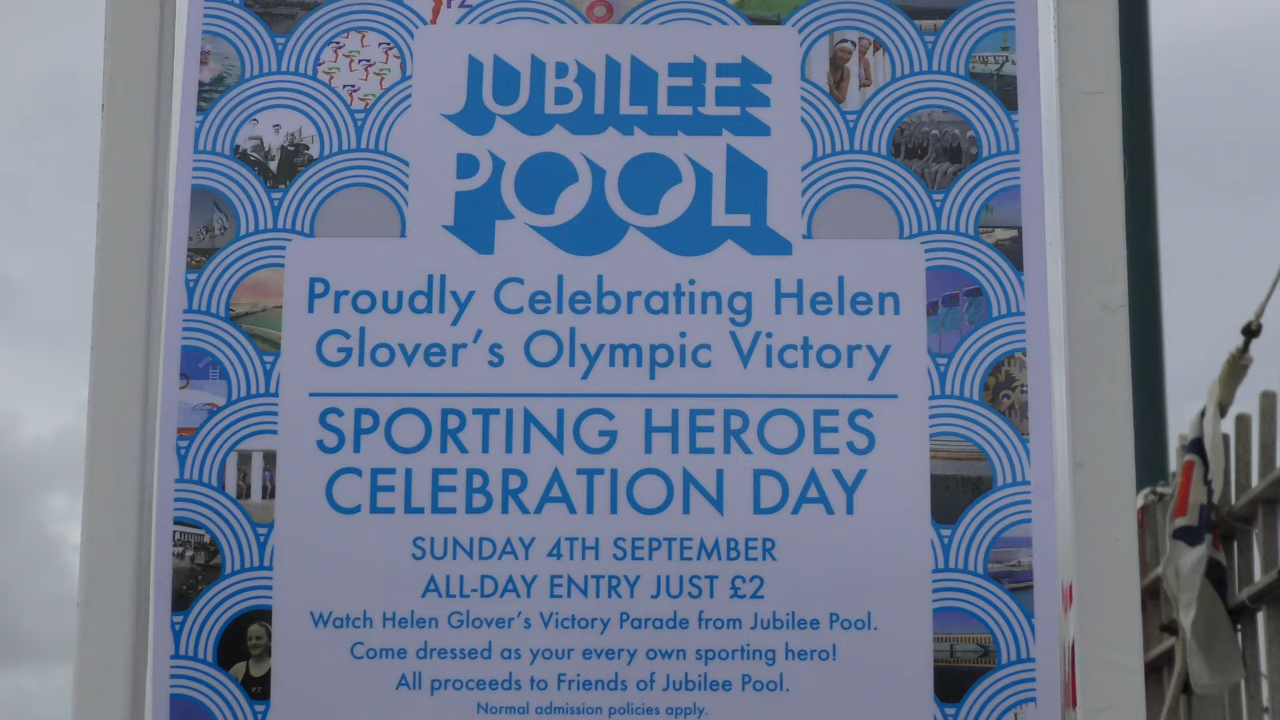 JUBILEE
POOL
Proudly Celebrating Helen
Glover's Olympic Victory
SPORTING HEROES
CELEBRATION DAY
SUNDAY 4TH SEPTEMBER
ALL-DAY ENTRY JUST £2
Watch Helen Glover's Victory Parade from Jubilee Pool.
Come dressed as your every own sporting hero!
All proceeds to Friends of Jubilee Pool.
Normal admission policies apply.
PZ